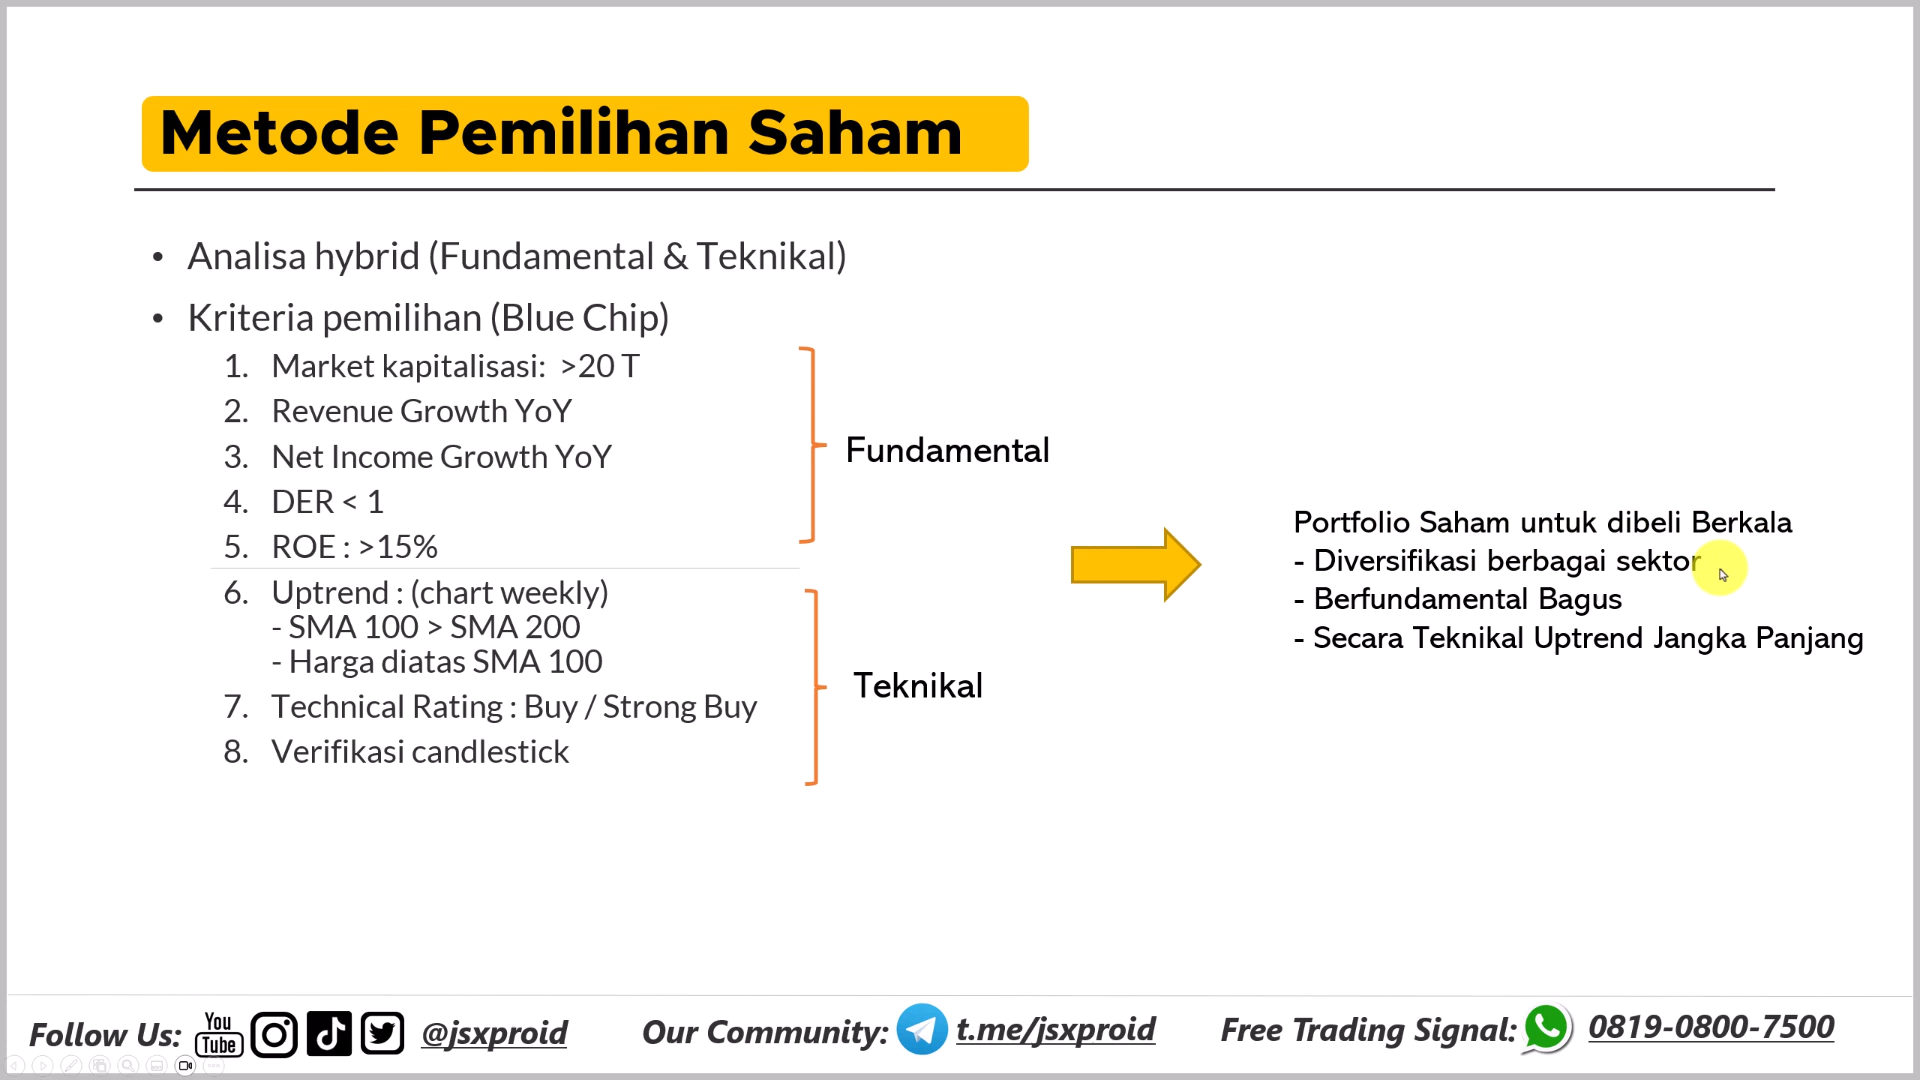 Metode Pemilihan Saham
• Analisa hybrid (Fundamental & Teknikal)
• Kriteria pemilihan (Blue Chip)
1. Market kapitalisasi: >20 T
2. Revenue Growth YoY
3. Net Income Growth YoY
4. DER < 1
5. ROE : >15%
Fundamental
6. Uptrend : (chart weekly)
- SMA 100 > SMA 200
- Harga diatas SMA 100
7. Technical Rating : Buy / Strong Buy
8. Verifikasi candlestick
Teknikal
Portfolio Saham untuk dibeli Berkala
- Diversifikasi berbagai sektor
- Berfundamental Bagus
- Secara Teknikal Uptrend Jangka Panjang
Follow Us: You Tube @jsxproid
Our Community: t.me/jsxproid
Free Trading Signal: 0819-0800-7500